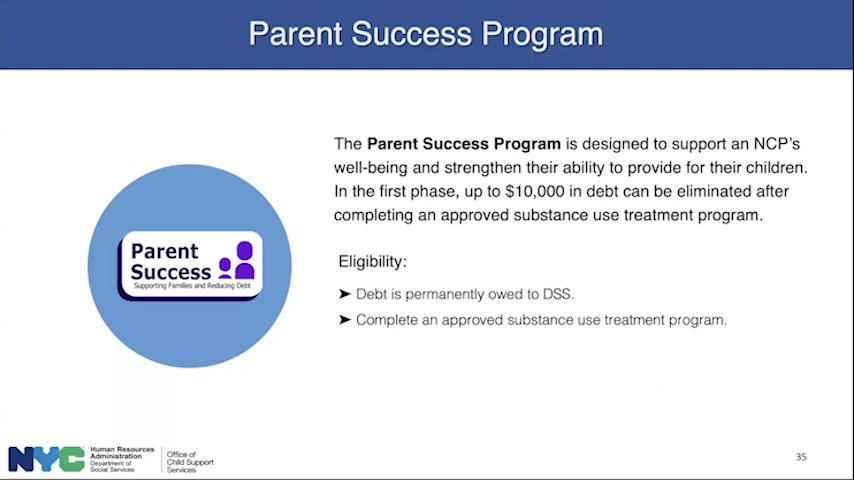 Parent Success Program
The Parent Success Program is designed to support an NCP's
well-being and strengthen their ability to provide for their children.
In the first phase, up to $10,000 in debt can be eliminated after
completing an approved substance use treatment program.
Parent
Success
Supporting Families and Reducing Debt
Eligibility:
➤ Debt is permanently owed to DSS.
➤ Complete an approved substance use treatment program.
NYC
Human Resources
Administration
Department of
Social Services
Office of
Child Support
Services
35